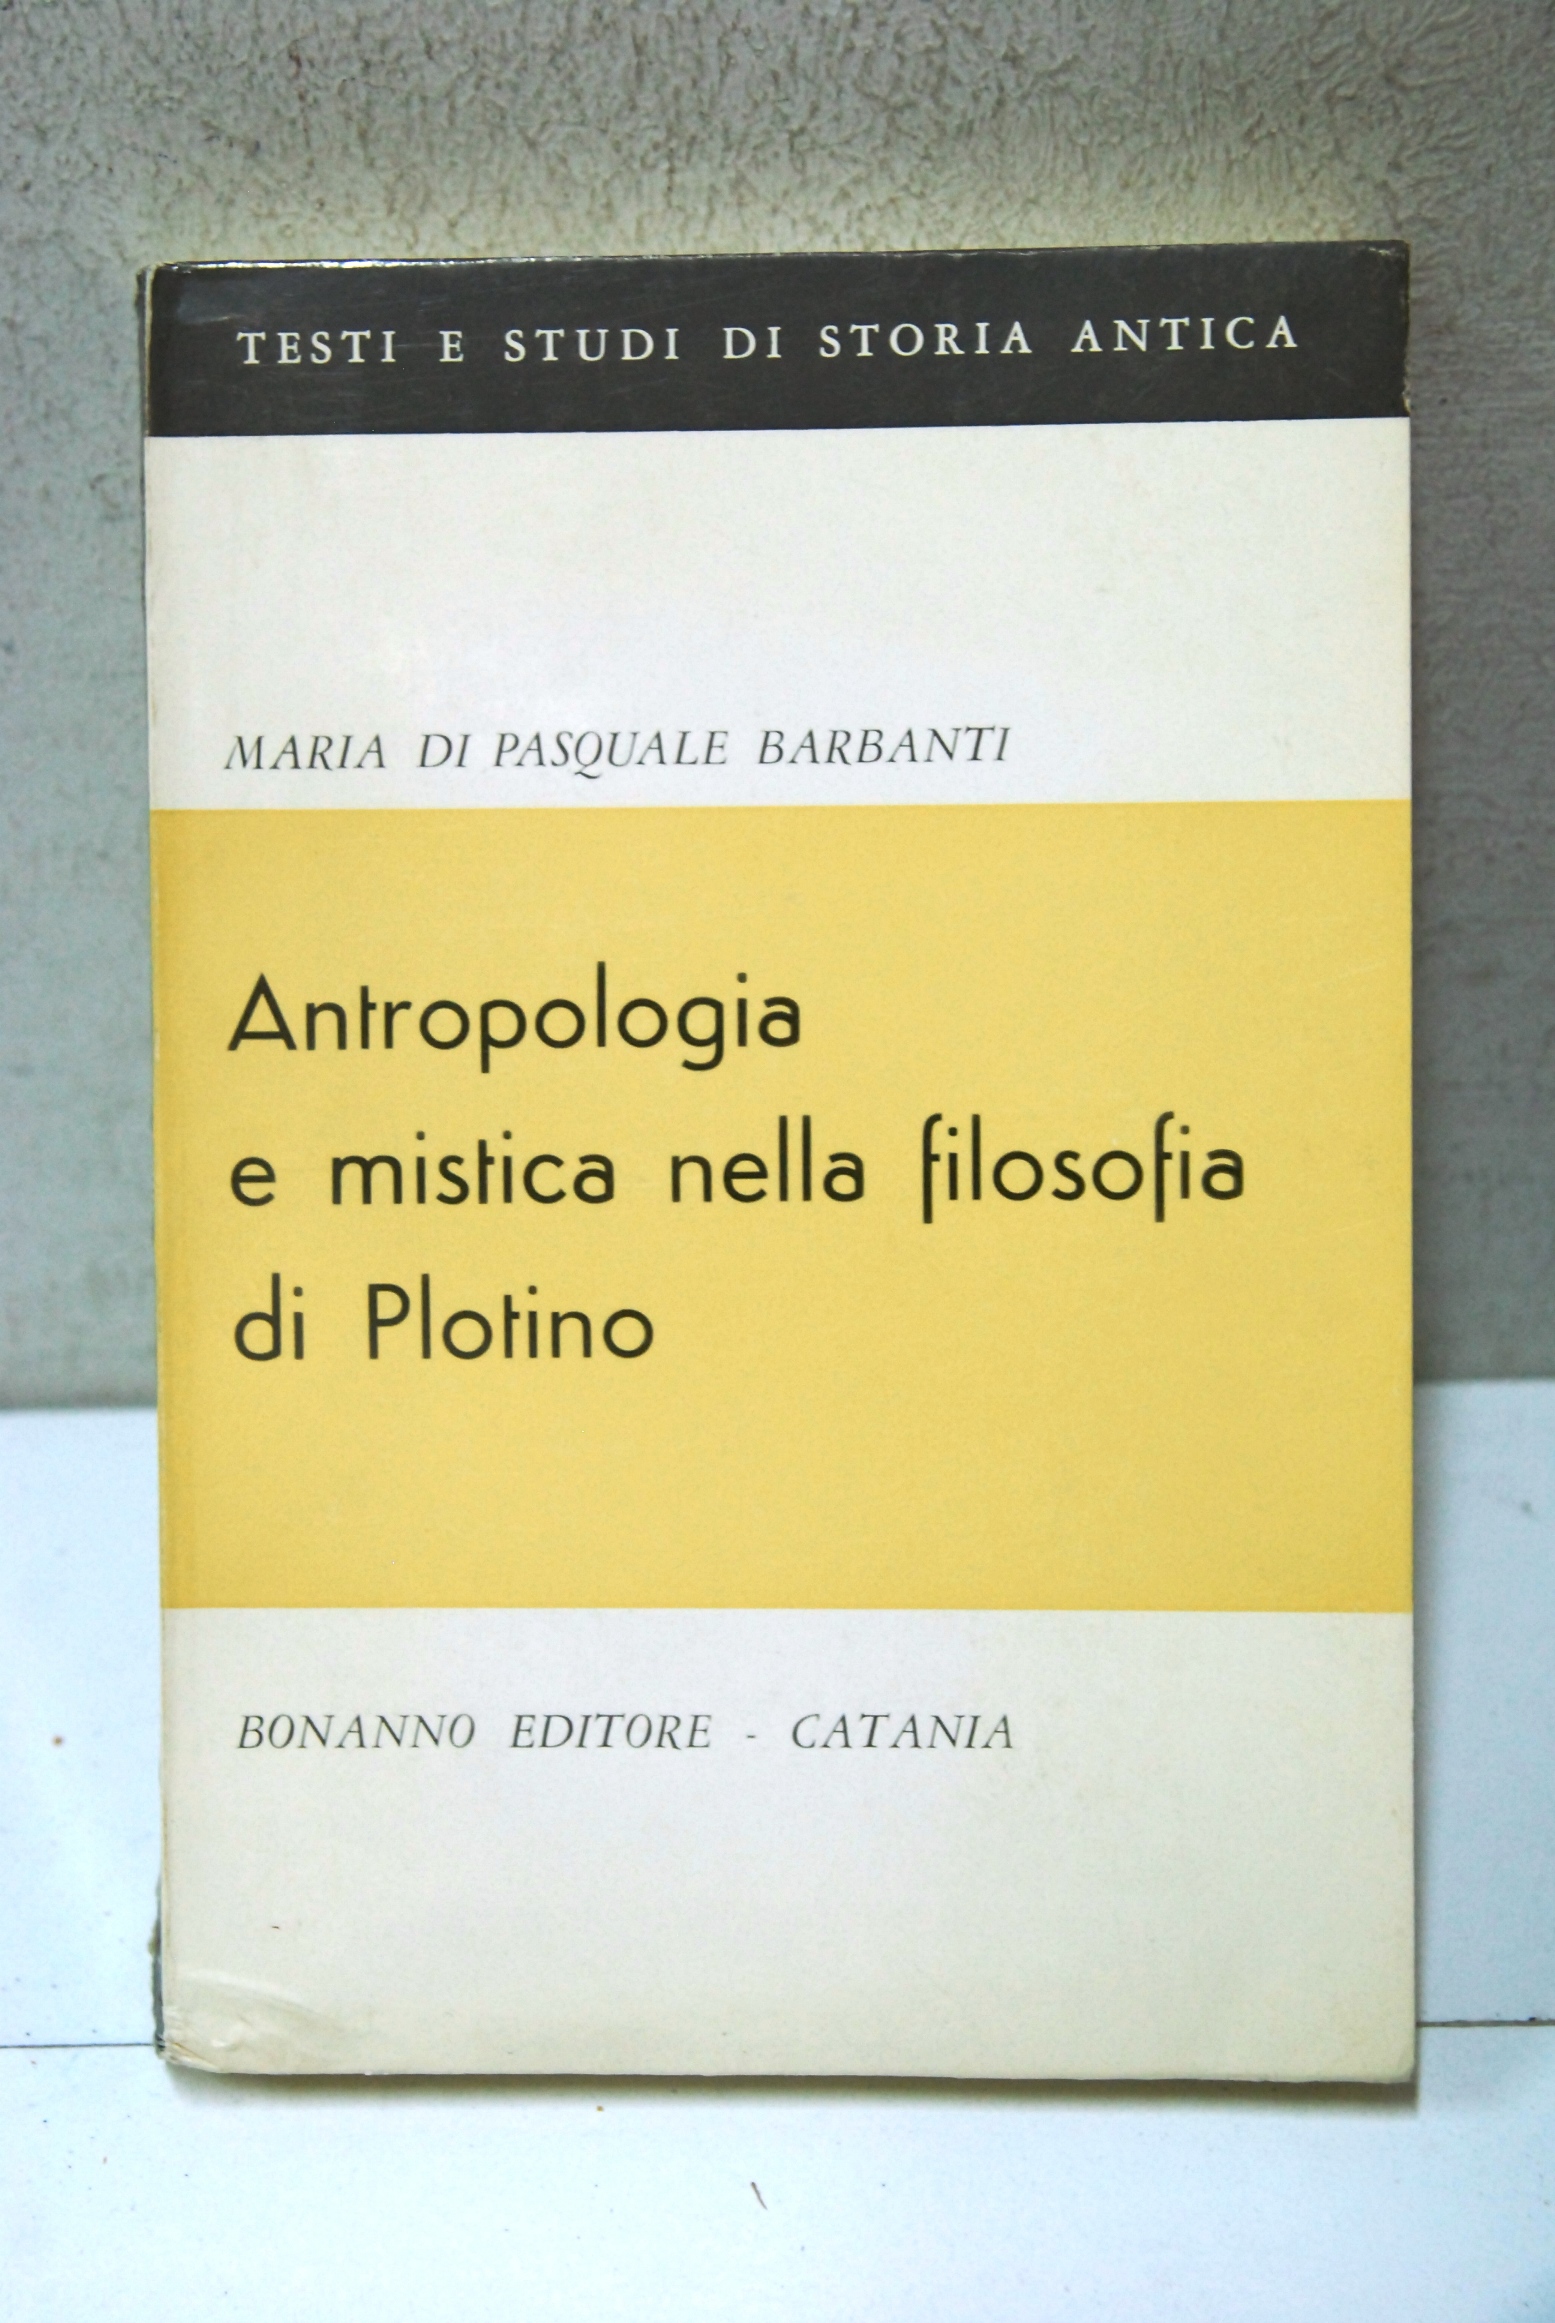 TESTI E STUDI DI STORIA ANTICA
MARIA DI PASQUALE BARBANTI
Antropologia
e mistica nella filosofia
di Plotino
BONANNO EDITORE - CATANIA